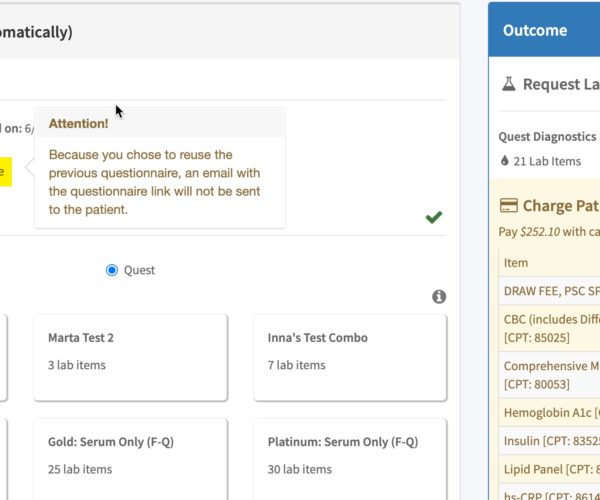 omatically)
d on: 6/
e
Attention!
Because you chose to reuse the
previous questionnaire, an email with
the questionnaire link will not be sent
to the patient.
Quest
Marta Test 2
3 lab items
Inna's Test Combo
7 lab items
Gold: Serum Only (F-Q)
25 lab items
Platinum: Serum Only (F-Q)
30 lab items
Outcome
Request La
Quest Diagnostics
21 Lab Items
Charge Pat
Pay $252.10 with ca
Item
DRAW FEE, PSC SP
CBC (includes Diff
[CPT: 85025]
Comprehensive M
[CPT: 80053]
Hemoglobin A1c [C
Insulin [CPT: 8352
Lipid Panel [CPT: 8
hs-CRP [CPT: 8614